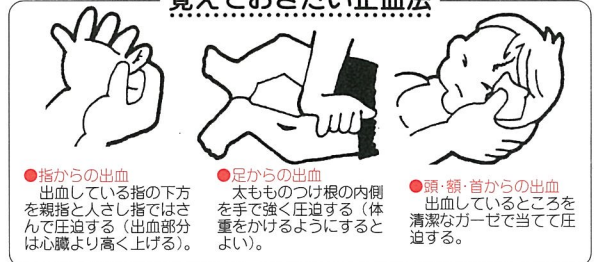 覚えておきたい止血法
●指からの出血
出血している指の下方
を親指と人さし指ではさ
んで圧迫する（出血部分
は心臓より高く上げる）。
●足からの出血
太もものつけ根の内側
を手で強く圧迫する（体
重をかけるようにすると
よい）。
●頭・額・首からの出血
出血しているところを
清潔なガーゼで当てて圧
迫する。